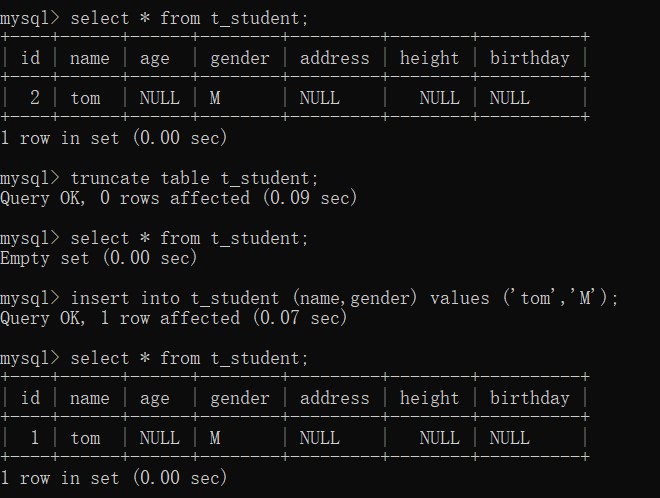 mysql> select * from t_student;
+----+------+------+--------+---------+--------+----------+
| id | name | age  | gender | address | height | birthday |
+----+------+------+--------+---------+--------+----------+
|  2 | tom  | NULL | M      | NULL    |   NULL | NULL     |
+----+------+------+--------+---------+--------+----------+
1 row in set (0.00 sec)
mysql> truncate table t_student;
Query OK, 0 rows affected (0.09 sec)
mysql> select * from t_student;
Empty set (0.00 sec)
mysql> insert into t_student (name,gender) values ('tom','M');
Query OK, 1 row affected (0.07 sec)
mysql> select * from t_student;
+----+------+------+--------+---------+--------+----------+
| id | name | age  | gender | address | height | birthday |
+----+------+------+--------+---------+--------+----------+
|  1 | tom  | NULL | M      | NULL    |   NULL | NULL     |
+----+------+------+--------+---------+--------+----------+
1 row in set (0.00 sec)